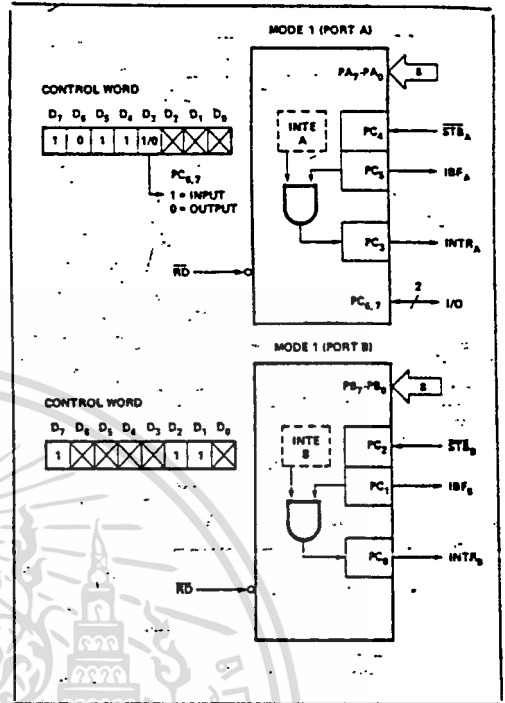 MODE 1 (PORT A)
PA7-PA0
8
CONTROL WORD
D7 D6 D5 D4 D3 D2 D1 D0
1 0 1 1 1/0
PC6,7
1 = INPUT
0 = OUTPUT
INTE
A
PC4
STBA
PC5
IBFA
PC3
INTRA
RD
PC6,7
2
I/O
MODE 1 (PORT B)
PB7-PB0
8
CONTROL WORD
D7 D6 D5 D4 D3 D2 D1 D0
1 1 1
INTE
B
PC2
STBB
PC1
IBFB
PC0
INTRB
RD